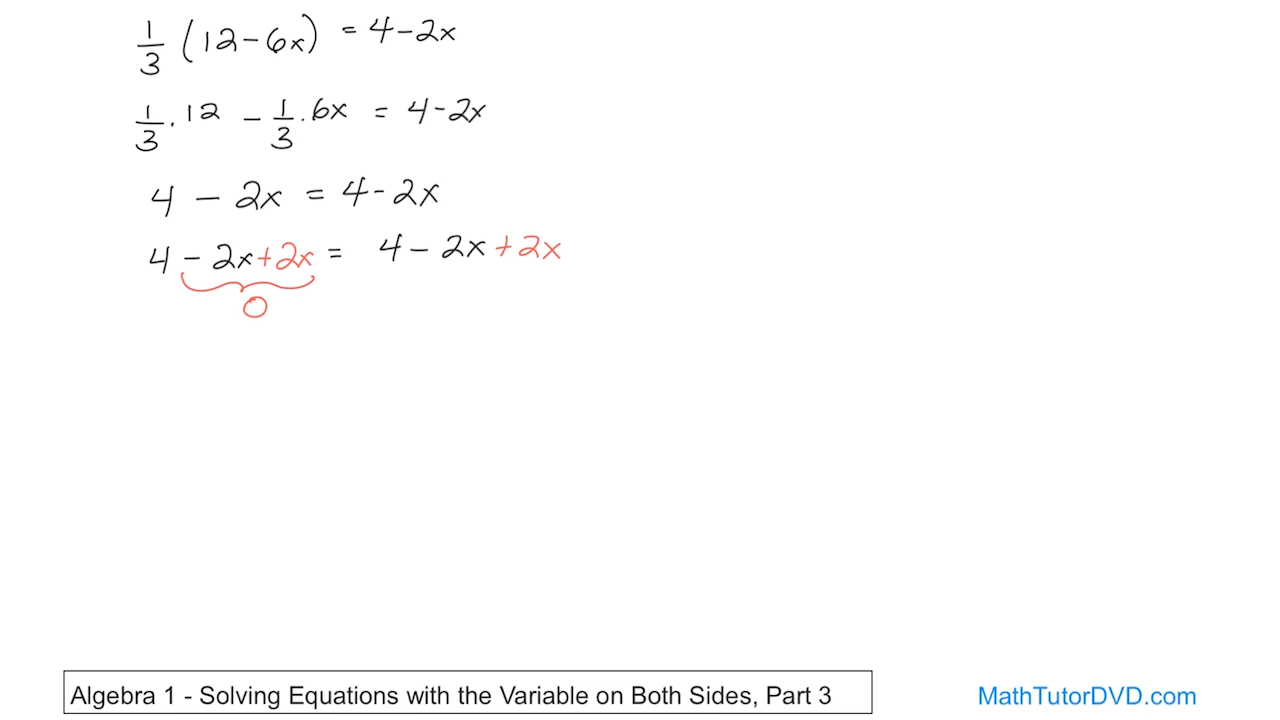 1/3 (12 - 6x) = 4 - 2x
1/3 · 12 - 1/3 · 6x = 4 - 2x
4 - 2x = 4 - 2x
4 - 2x + 2x = 4 - 2x + 2x
0
Algebra 1 - Solving Equations with the Variable on Both Sides, Part 3
MathTutorDVD.com